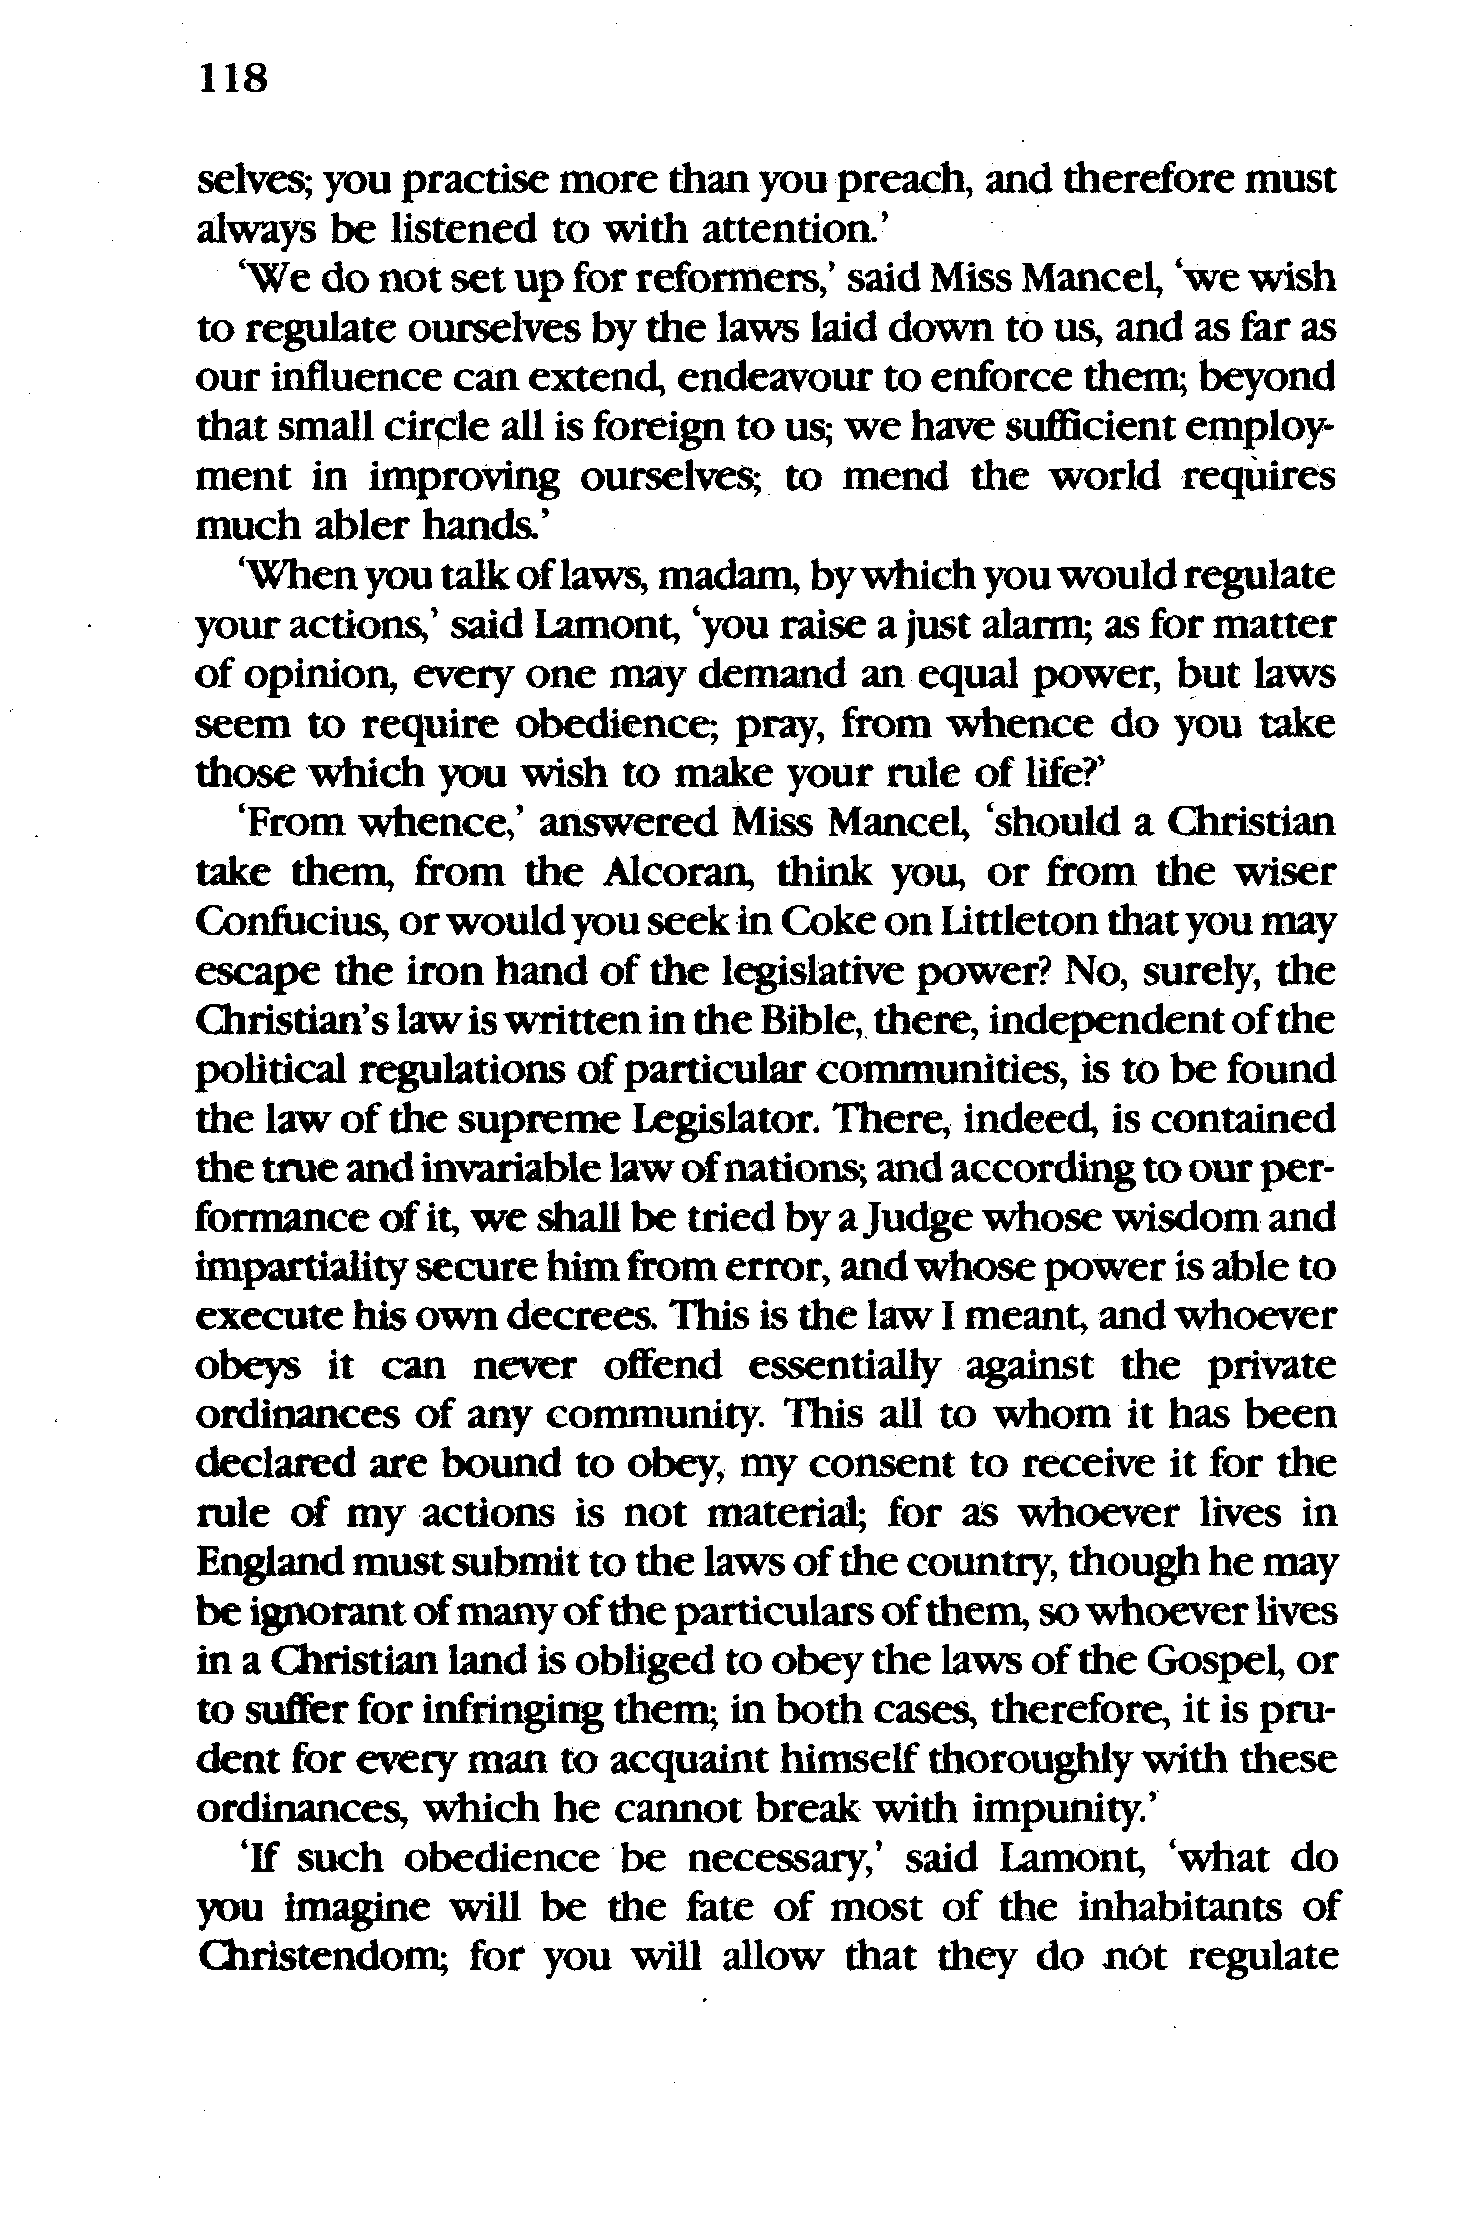 118
selves; you practise more than you preach, and therefore must
always be listened to with attention.’
‘We do not set up for reformers,’ said Miss Mancel, ‘we wish
to regulate ourselves by the laws laid down to us, and as far as
our influence can extend, endeavour to enforce them; beyond
that small circle all is foreign to us; we have sufficient employ-
ment in improving ourselves; to mend the world requires
much abler hands.’
‘When you talk of laws, madam, by which you would regulate
your actions,’ said Lamont, ‘you raise a just alarm; as for matter
of opinion, every one may demand an equal power, but laws
seem to require obedience; pray, from whence do you take
those which you wish to make your rule of life?’
‘From whence,’ answered Miss Mancel, ‘should a Christian
take them, from the Alcoran, think you, or from the wiser
Confucius, or would you seek in Coke on Littleton that you may
escape the iron hand of the legislative power? No, surely, the
Christian’s law is written in the Bible, there, independent of the
political regulations of particular communities, is to be found
the law of the supreme Legislator. There, indeed, is contained
the true and invariable law of nations; and according to our per-
formance of it, we shall be tried by a Judge whose wisdom and
impartiality secure him from error, and whose power is able to
execute his own decrees. This is the law I meant, and whoever
obeys it can never offend essentially against the private
ordinances of any community. This all to whom it has been
declared are bound to obey, my consent to receive it for the
rule of my actions is not material; for as whoever lives in
England must submit to the laws of the country, though he may
be ignorant of many of the particulars of them, so whoever lives
in a Christian land is obliged to obey the laws of the Gospel, or
to suffer for infringing them; in both cases, therefore, it is pru-
dent for every man to acquaint himself thoroughly with these
ordinances, which he cannot break with impunity.’
‘If such obedience be necessary,’ said Lamont, ‘what do
you imagine will be the fate of most of the inhabitants of
Christendom; for you will allow that they do not regulate